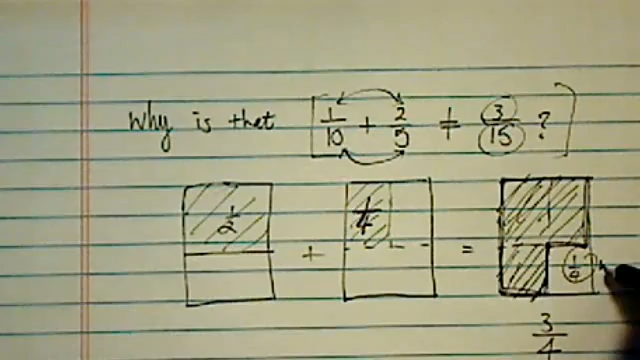 Why is that [ 1/10 + 2/5 ≠ 3/15 ? ]
1/2 + 1/4 =
3/4